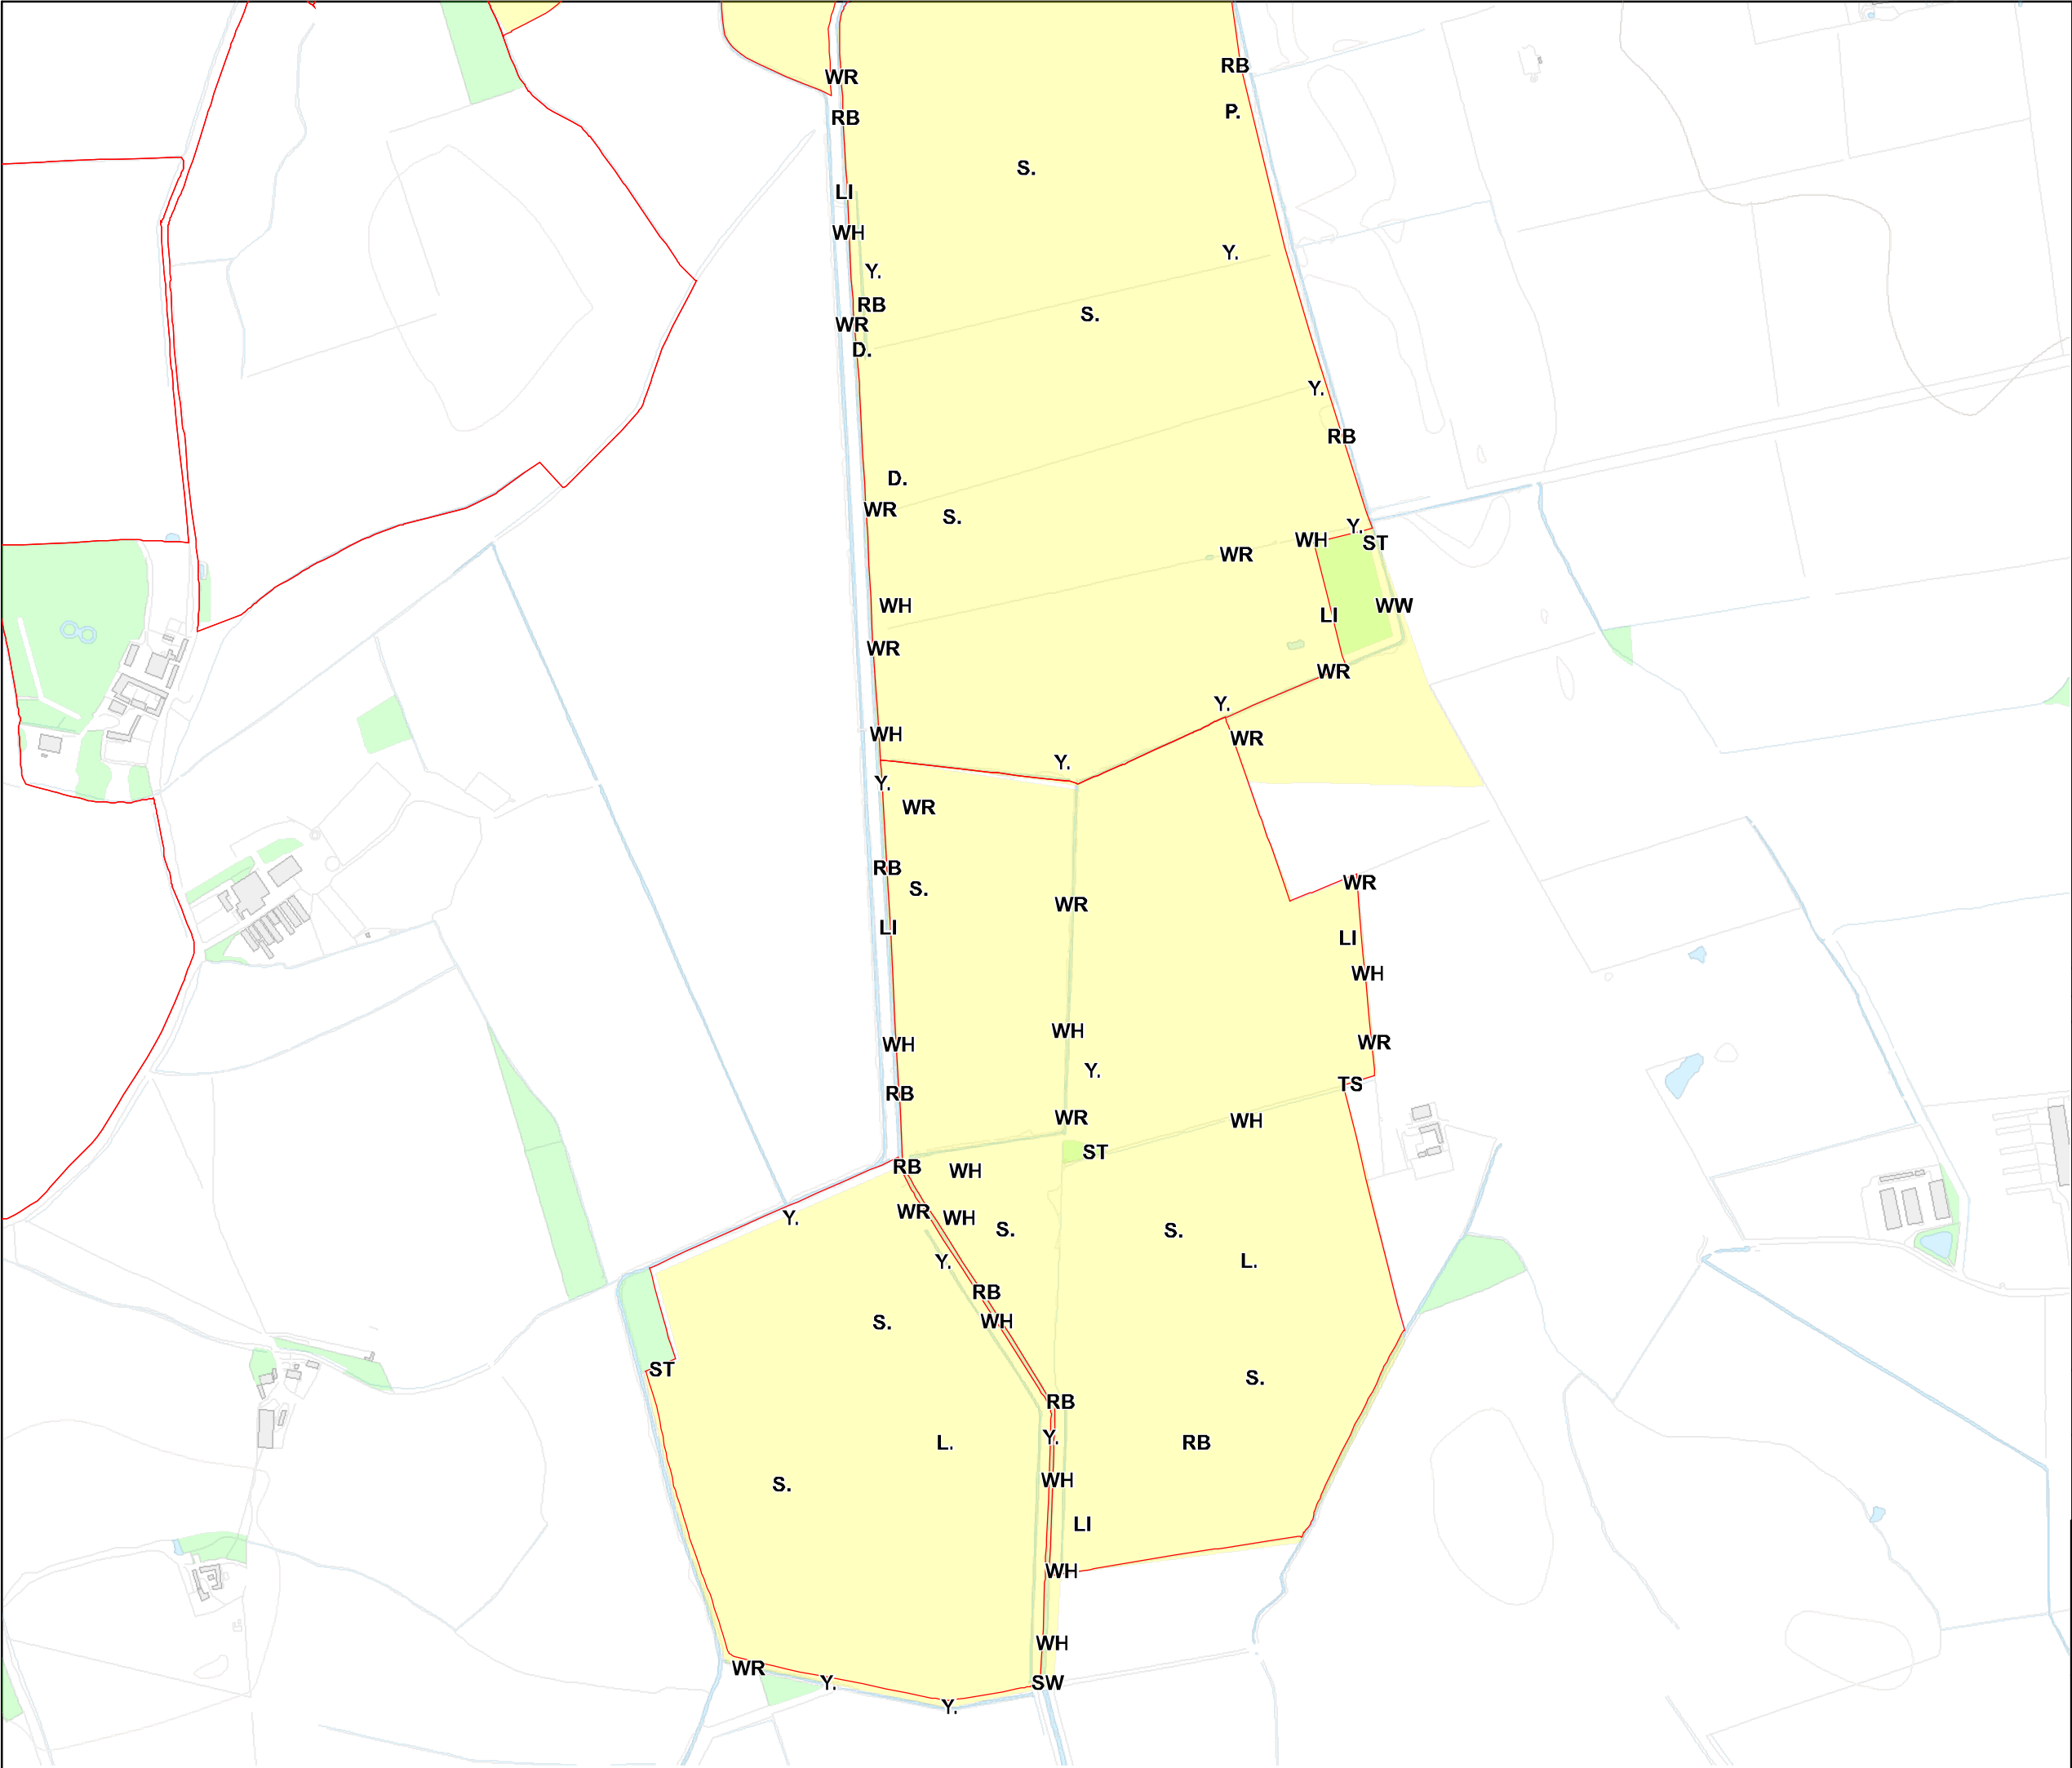 RB
WR
P.
RB
S.
LI
WH
Y.
Y.
RB
S.
WR
D.
Y.
RB
D.
WR
S.
Y.
WH
ST
WR
WH
WW
LI
WR
WR
Y.
WH
WR
Y.
Y.
WR
RB
WR
S.
WR
LI
LI
WH
WH
WH
WR
Y.
TS
RB
WR
WH
ST
RB
WH
WR
WH
Y.
S.
S.
Y.
L.
RB
WH
S.
ST
S.
RB
Y.
L.
RB
WH
S.
LI
WH
WH
WR
Y.
SW
Y.